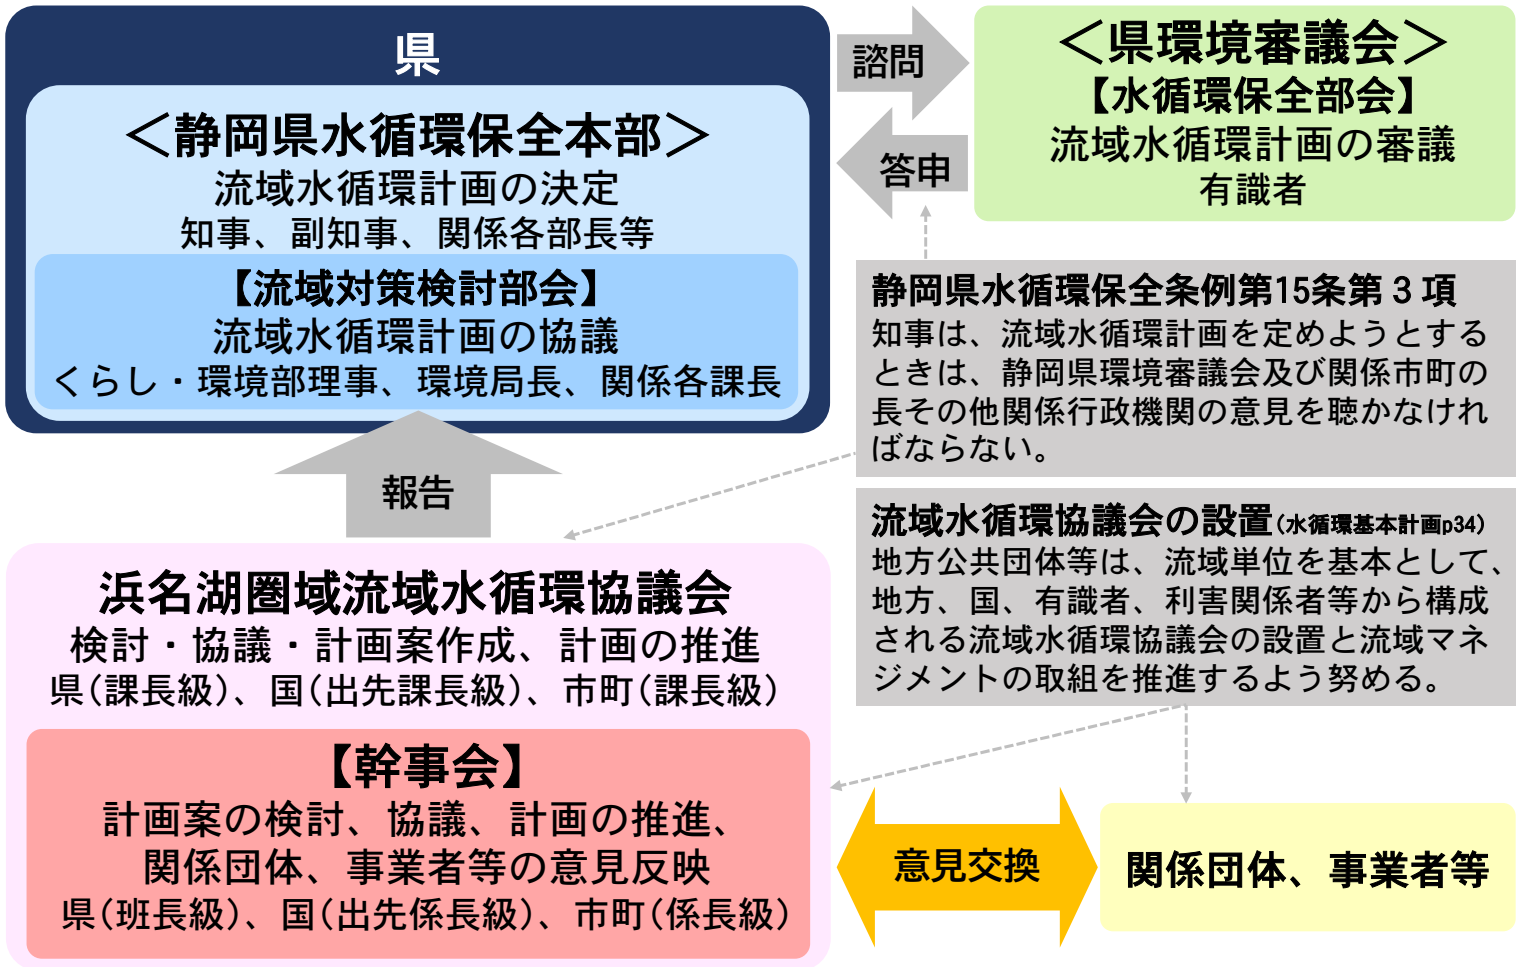 県
＜静岡県水循環保全本部＞
流域水循環計画の決定
知事、副知事、関係各部長等
【流域対策検討部会】
流域水循環計画の協議
くらし・環境部理事、環境局長、関係各課長
諮問
答申
＜県環境審議会＞
【水循環保全部会】
流域水循環計画の審議
有識者
静岡県水循環保全条例第15条第３項
知事は、流域水循環計画を定めようとする
ときは、静岡県環境審議会及び関係市町の
長その他関係行政機関の意見を聴かなけれ
ばならない。
報告
流域水循環協議会の設置(水循環基本計画p34)
地方公共団体等は、流域単位を基本として、
地方、国、有識者、利害関係者等から構成
される流域水循環協議会の設置と流域マネ
ジメントの取組を推進するよう努める。
浜名湖圏域流域水循環協議会
検討・協議・計画案作成、計画の推進
県(課長級)、国(出先課長級)、市町(課長級)
【幹事会】
計画案の検討、協議、計画の推進、
関係団体、事業者等の意見反映
県(班長級)、国(出先係長級)、市町(係長級)
意見交換
関係団体、事業者等